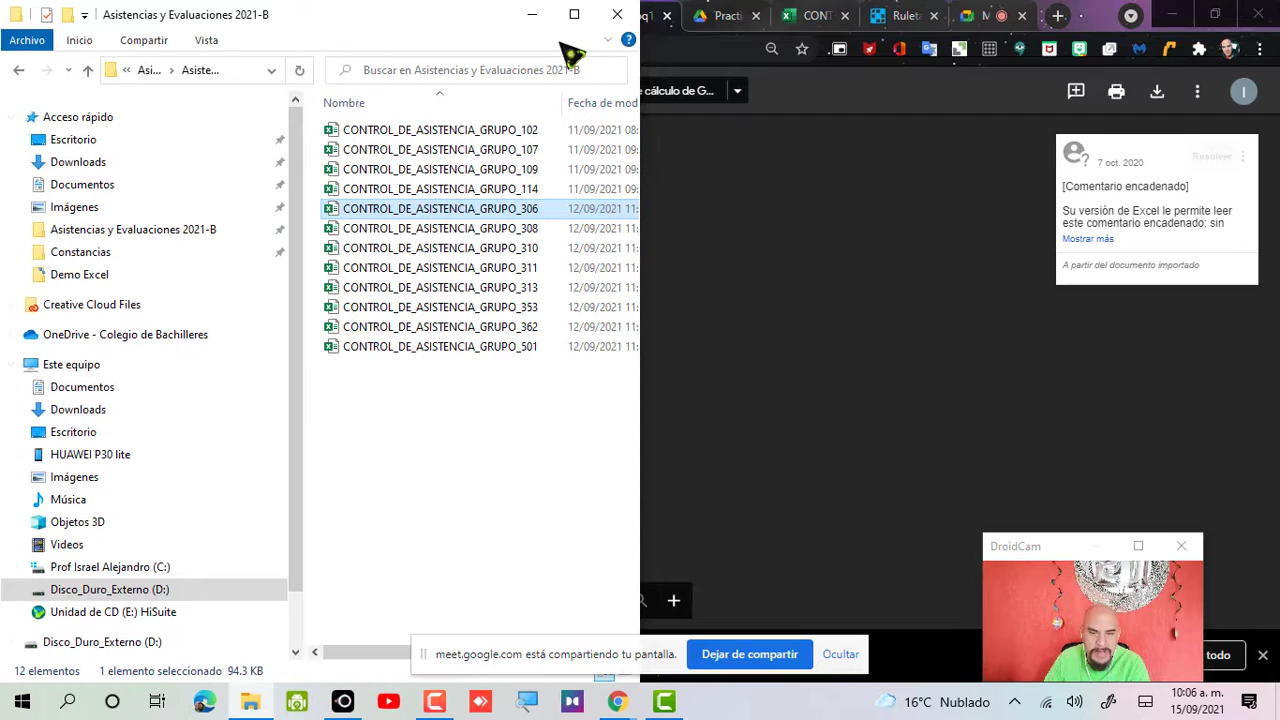 Asistencias y Evaluaciones 2021-B
Archivo
Inicio
Compartir
Vista
Asi...
Asiste...
Buscar en Asistencias y Evaluaciones 2021-B
Nombre
Fecha de mod
Acceso rápido
Escritorio
Downloads
Documentos
Imágenes
Asistencias y Evaluaciones 2021-B
Constancias
Demo Excel
Creative Cloud Files
OneDrive - Colegio de Bachilleres
Este equipo
Documentos
Downloads
Escritorio
HUAWEI P30 lite
Imágenes
Música
Objetos 3D
Videos
Prof Israel Alejandro (C:)
Disco_Duro_Externo (D:)
Unidad de CD (E:) HiSuite
Disco_Duro_Externo (D:)
CONTROL_DE_ASISTENCIA_GRUPO_102 11/09/2021 08:
CONTROL_DE_ASISTENCIA_GRUPO_107 11/09/2021 09:
CONTROL_DE_ASISTENCIA_GRUPO_109 11/09/2021 09:
CONTROL_DE_ASISTENCIA_GRUPO_114 11/09/2021 09:
CONTROL_DE_ASISTENCIA_GRUPO_306 12/09/2021 11:
CONTROL_DE_ASISTENCIA_GRUPO_308 12/09/2021 11:
CONTROL_DE_ASISTENCIA_GRUPO_310 12/09/2021 11:
CONTROL_DE_ASISTENCIA_GRUPO_311 12/09/2021 11:
CONTROL_DE_ASISTENCIA_GRUPO_313 12/09/2021 11:
CONTROL_DE_ASISTENCIA_GRUPO_353 12/09/2021 11:
CONTROL_DE_ASISTENCIA_GRUPO_362 12/09/2021 11:
CONTROL_DE_ASISTENCIA_GRUPO_501 12/09/2021 11:
12 elementos
1 elemento seleccionado 94.3 KB
Practi
CONT
Ruleta
M
e cálculo de G...
I
7 oct. 2020
Resolver
[Comentario encadenado]
Su versión de Excel le permite leer
este comentario encadenado; sin
Mostrar más
A partir del documento importado
DroidCam
meet.google.com está compartiendo tu pantalla.
Dejar de compartir
Ocultar
todo
16°C Nublado
10:06 a. m.
15/09/2021